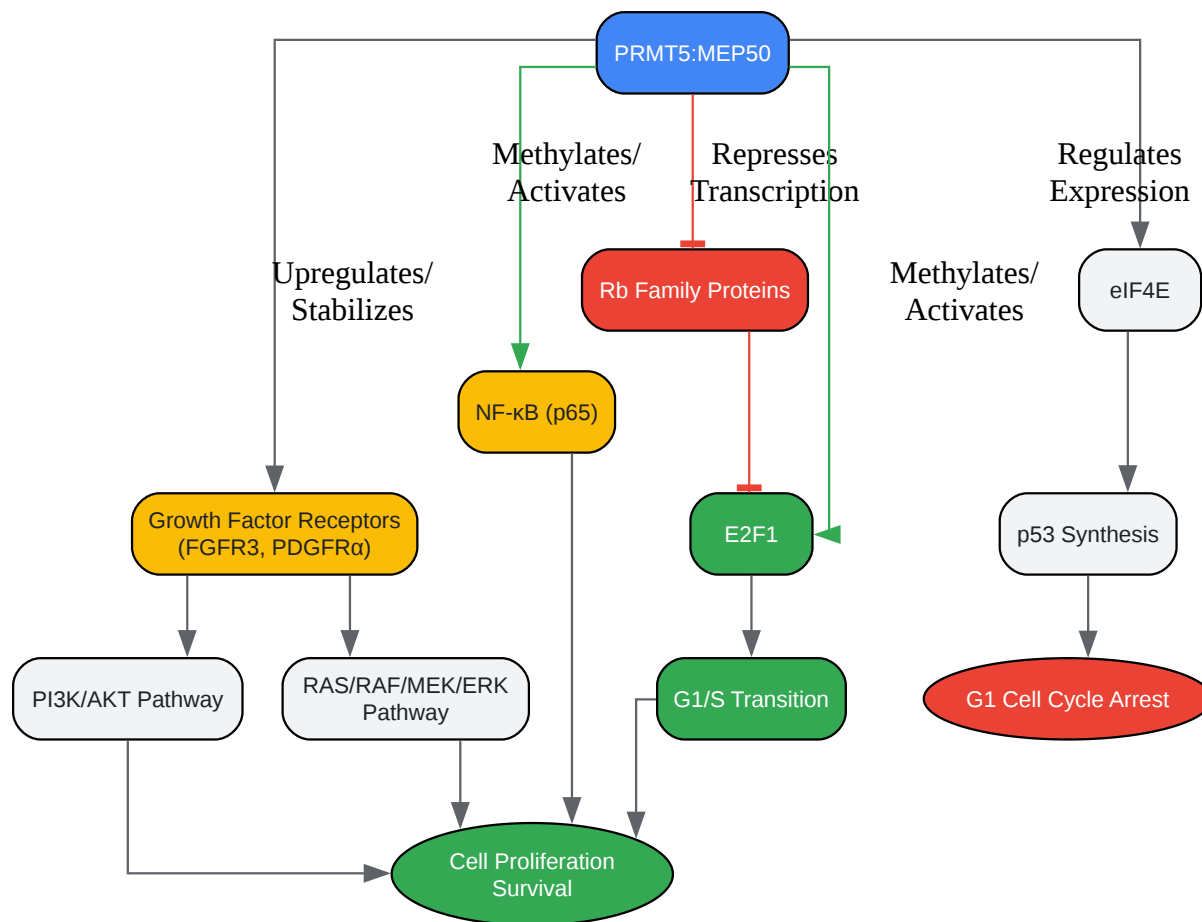 PRMT5:MEP50
Methylates/
Activates
Represses
Transcription
Regulates
Expression
Upregulates/
Stabilizes
Rb Family Proteins
Methylates/
Activates
eIF4E
NF-κB (p65)
Growth Factor Receptors
(FGFR3, PDGFRα)
E2F1
p53 Synthesis
PI3K/AKT Pathway
RAS/RAF/MEK/ERK
Pathway
G1/S Transition
G1 Cell Cycle Arrest
Cell Proliferation
Survival